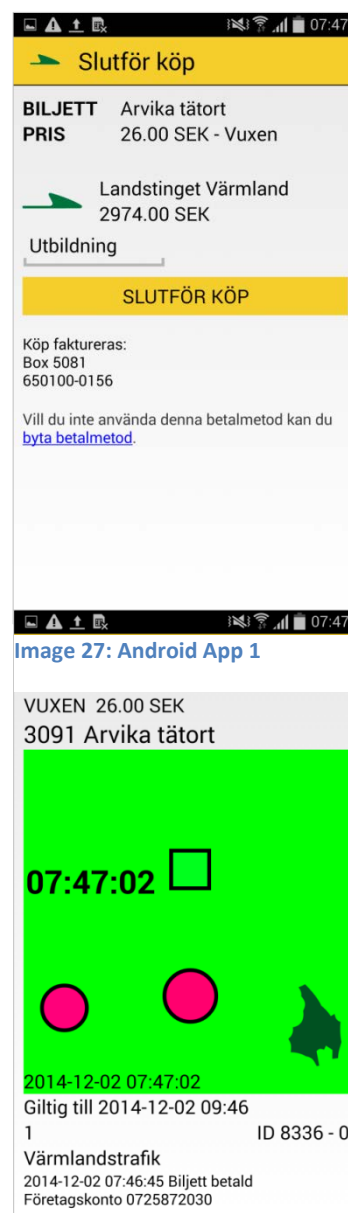 07:47
Slutför köp
BILJETT Arvika tätort
PRIS 26.00 SEK - Vuxen
Landstinget Värmland
2974.00 SEK
Utbildning
SLUTFÖR KÖP
Köp faktureras:
Box 5081
650100-0156
Vill du inte använda denna betalmetod kan du
byta betalmetod.
07:47
Image 27: Android App 1
VUXEN 26.00 SEK
3091 Arvika tätort
07:47:02
2014-12-02 07:47:02
Giltig till 2014-12-02 09:46
1 ID 8336 - 0
Värmlandstrafik
2014-12-02 07:46:45 Biljett betald
Företagskonto 0725872030